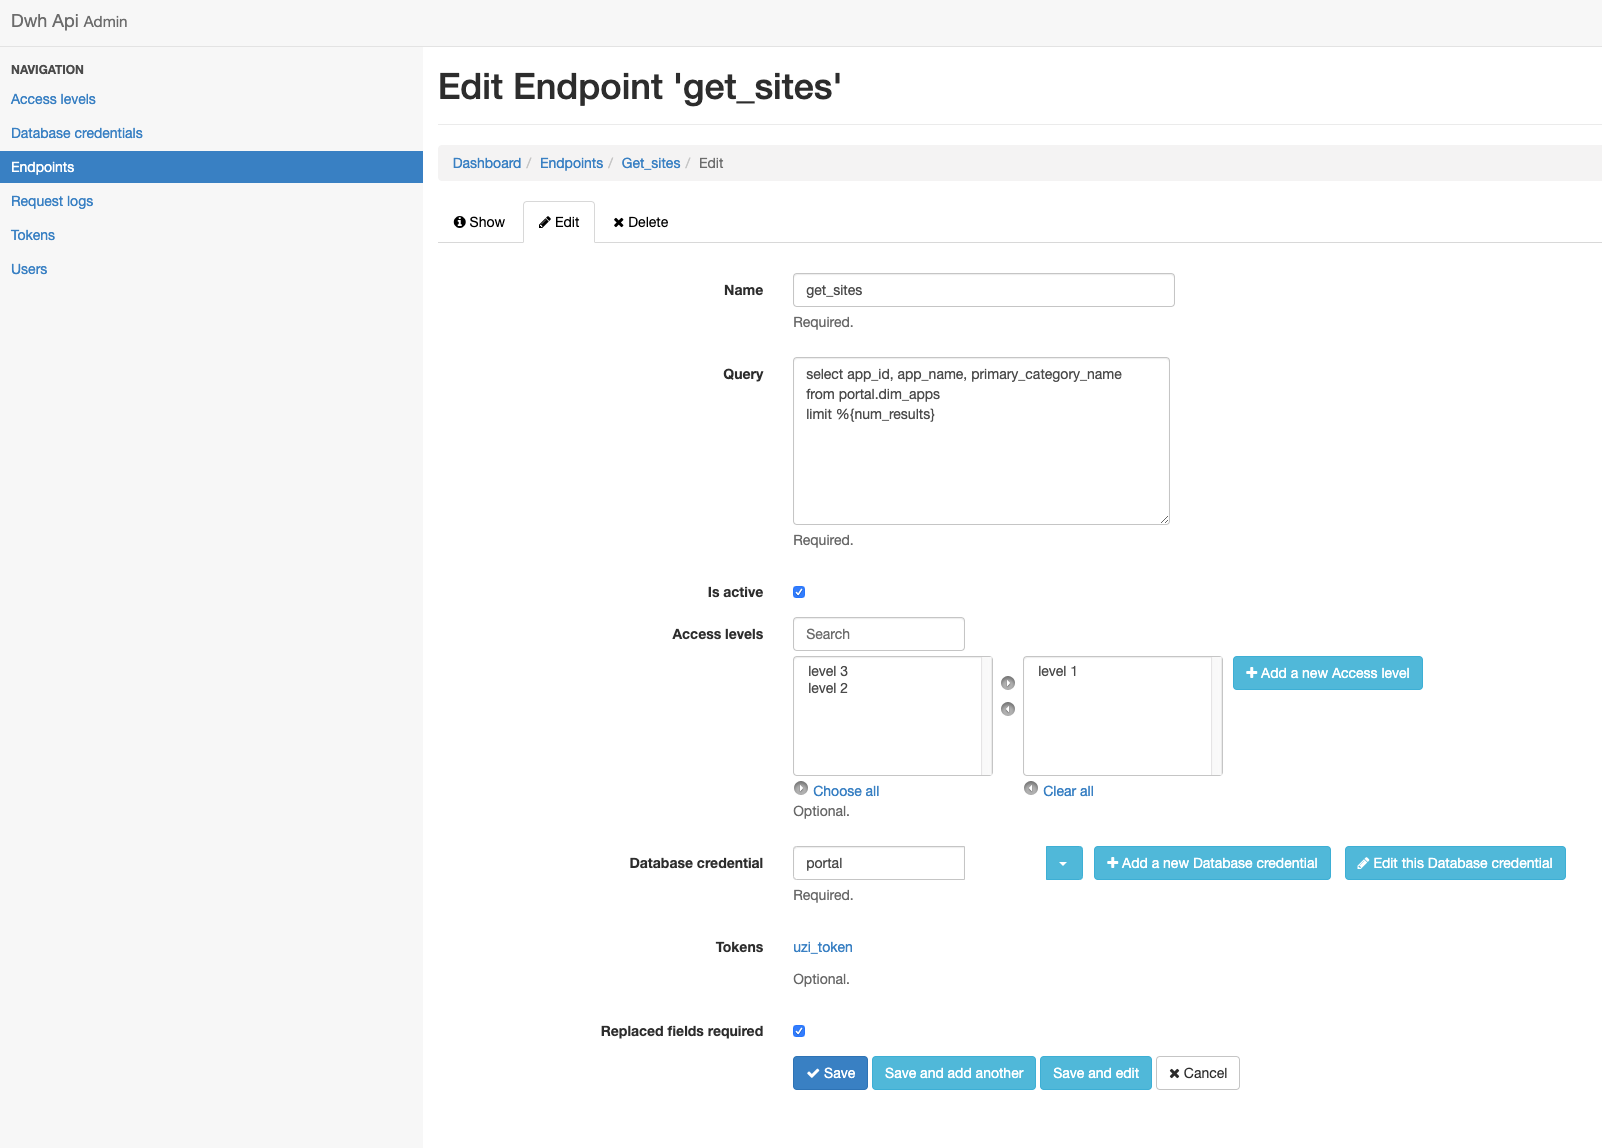 Dwh Api Admin
NAVIGATION
Access levels
Database credentials
Endpoints
Request logs
Tokens
Users
Edit Endpoint 'get_sites'
Dashboard / Endpoints / Get_sites / Edit
Show Edit Delete
Name get_sites
Required.
Query select app_id, app_name, primary_category_name
from portal.dim_apps
limit %{num_results}
Required.
Is active
Access levels Search
level 3
level 2
level 1
Add a new Access level
Choose all
Clear all
Optional.
Database credential portal Add a new Database credential Edit this Database credential
Required.
Tokens uzi_token
Optional.
Replaced fields required
Save Save and add another Save and edit Cancel